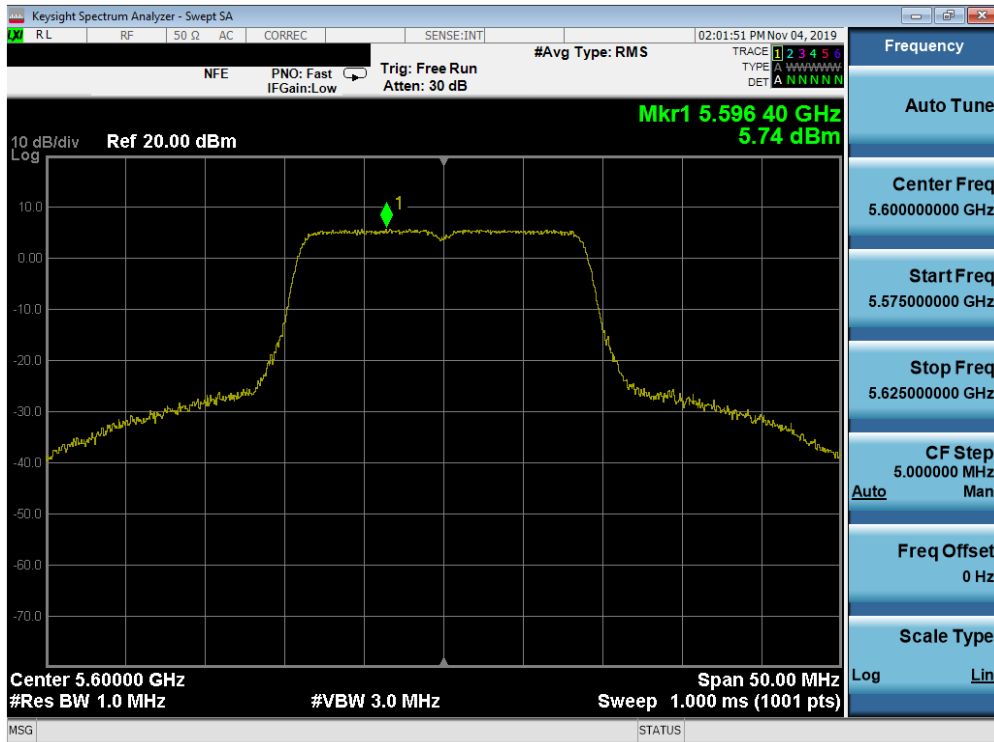 Keysight Spectrum Analyzer - Swept SA
LXI RL RF 50 Ω AC CORREC SENSE:INT 02:01:51 PM Nov 04, 2019
#Avg Type: RMS TRACE 1 2 3 4 5 6
NFE PNO: Fast Trig: Free Run TYPE A WWWWW
IFGain:Low Atten: 30 dB DET A N N N N N
Mkr1 5.596 40 GHz
5.74 dBm
10 dB/div Ref 20.00 dBm
Log
1
10.0
0.00
-10.0
-20.0
-30.0
-40.0
-50.0
-60.0
-70.0
Center 5.60000 GHz Span 50.00 MHz
#Res BW 1.0 MHz #VBW 3.0 MHz Sweep 1.000 ms (1001 pts)
MSG STATUS
Frequency
Auto Tune
Center Freq
5.600000000 GHz
Start Freq
5.575000000 GHz
Stop Freq
5.625000000 GHz
CF Step
5.000000 MHz
Auto Man
Freq Offset
0 Hz
Scale Type
Log Lin